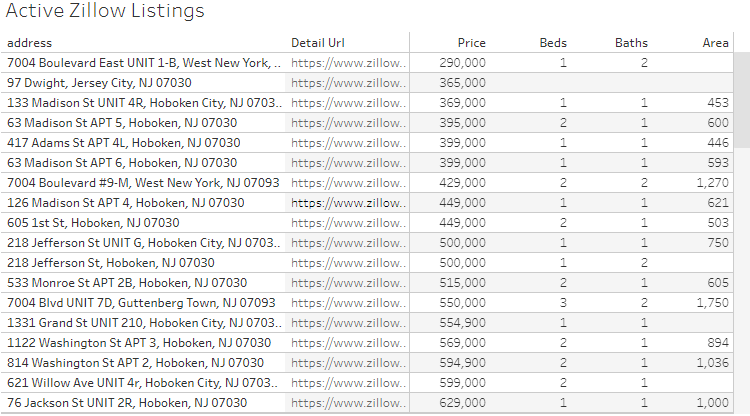 Active Zillow Listings
address Detail Url Price Beds Baths Area
7004 Boulevard East UNIT 1-B, West New York, .. https://www.zillow.. 290,000 1 2
97 Dwight, Jersey City, NJ 07030 https://www.zillow.. 365,000
133 Madison St UNIT 4R, Hoboken City, NJ 0703.. https://www.zillow.. 369,000 1 1 453
63 Madison St APT 5, Hoboken, NJ 07030 https://www.zillow.. 395,000 2 1 600
417 Adams St APT 4L, Hoboken, NJ 07030 https://www.zillow.. 399,000 1 1 446
63 Madison St APT 6, Hoboken, NJ 07030 https://www.zillow.. 399,000 1 1 593
7004 Boulevard #9-M, West New York, NJ 07093 https://www.zillow.. 429,000 2 2 1,270
126 Madison St APT 4, Hoboken, NJ 07030 https://www.zillow.. 449,000 1 1 621
605 1st St, Hoboken, NJ 07030 https://www.zillow.. 449,000 2 1 503
218 Jefferson St UNIT G, Hoboken City, NJ 0703.. https://www.zillow.. 500,000 1 1 750
218 Jefferson St, Hoboken, NJ 07030 https://www.zillow.. 500,000 1 2
533 Monroe St APT 2B, Hoboken, NJ 07030 https://www.zillow.. 515,000 2 1 605
7004 Blvd UNIT 7D, Guttenberg Town, NJ 07093 https://www.zillow.. 550,000 3 2 1,750
1331 Grand St UNIT 210, Hoboken City, NJ 0703.. https://www.zillow.. 554,900 1 1
1122 Washington St APT 3, Hoboken, NJ 07030 https://www.zillow.. 569,000 2 1 894
814 Washington St APT 2, Hoboken, NJ 07030 https://www.zillow.. 594,900 2 1 1,036
621 Willow Ave UNIT 4r, Hoboken City, NJ 0703.. https://www.zillow.. 599,000 2 1
76 Jackson St UNIT 2R, Hoboken, NJ 07030 https://www.zillow.. 629,000 1 1 1,000